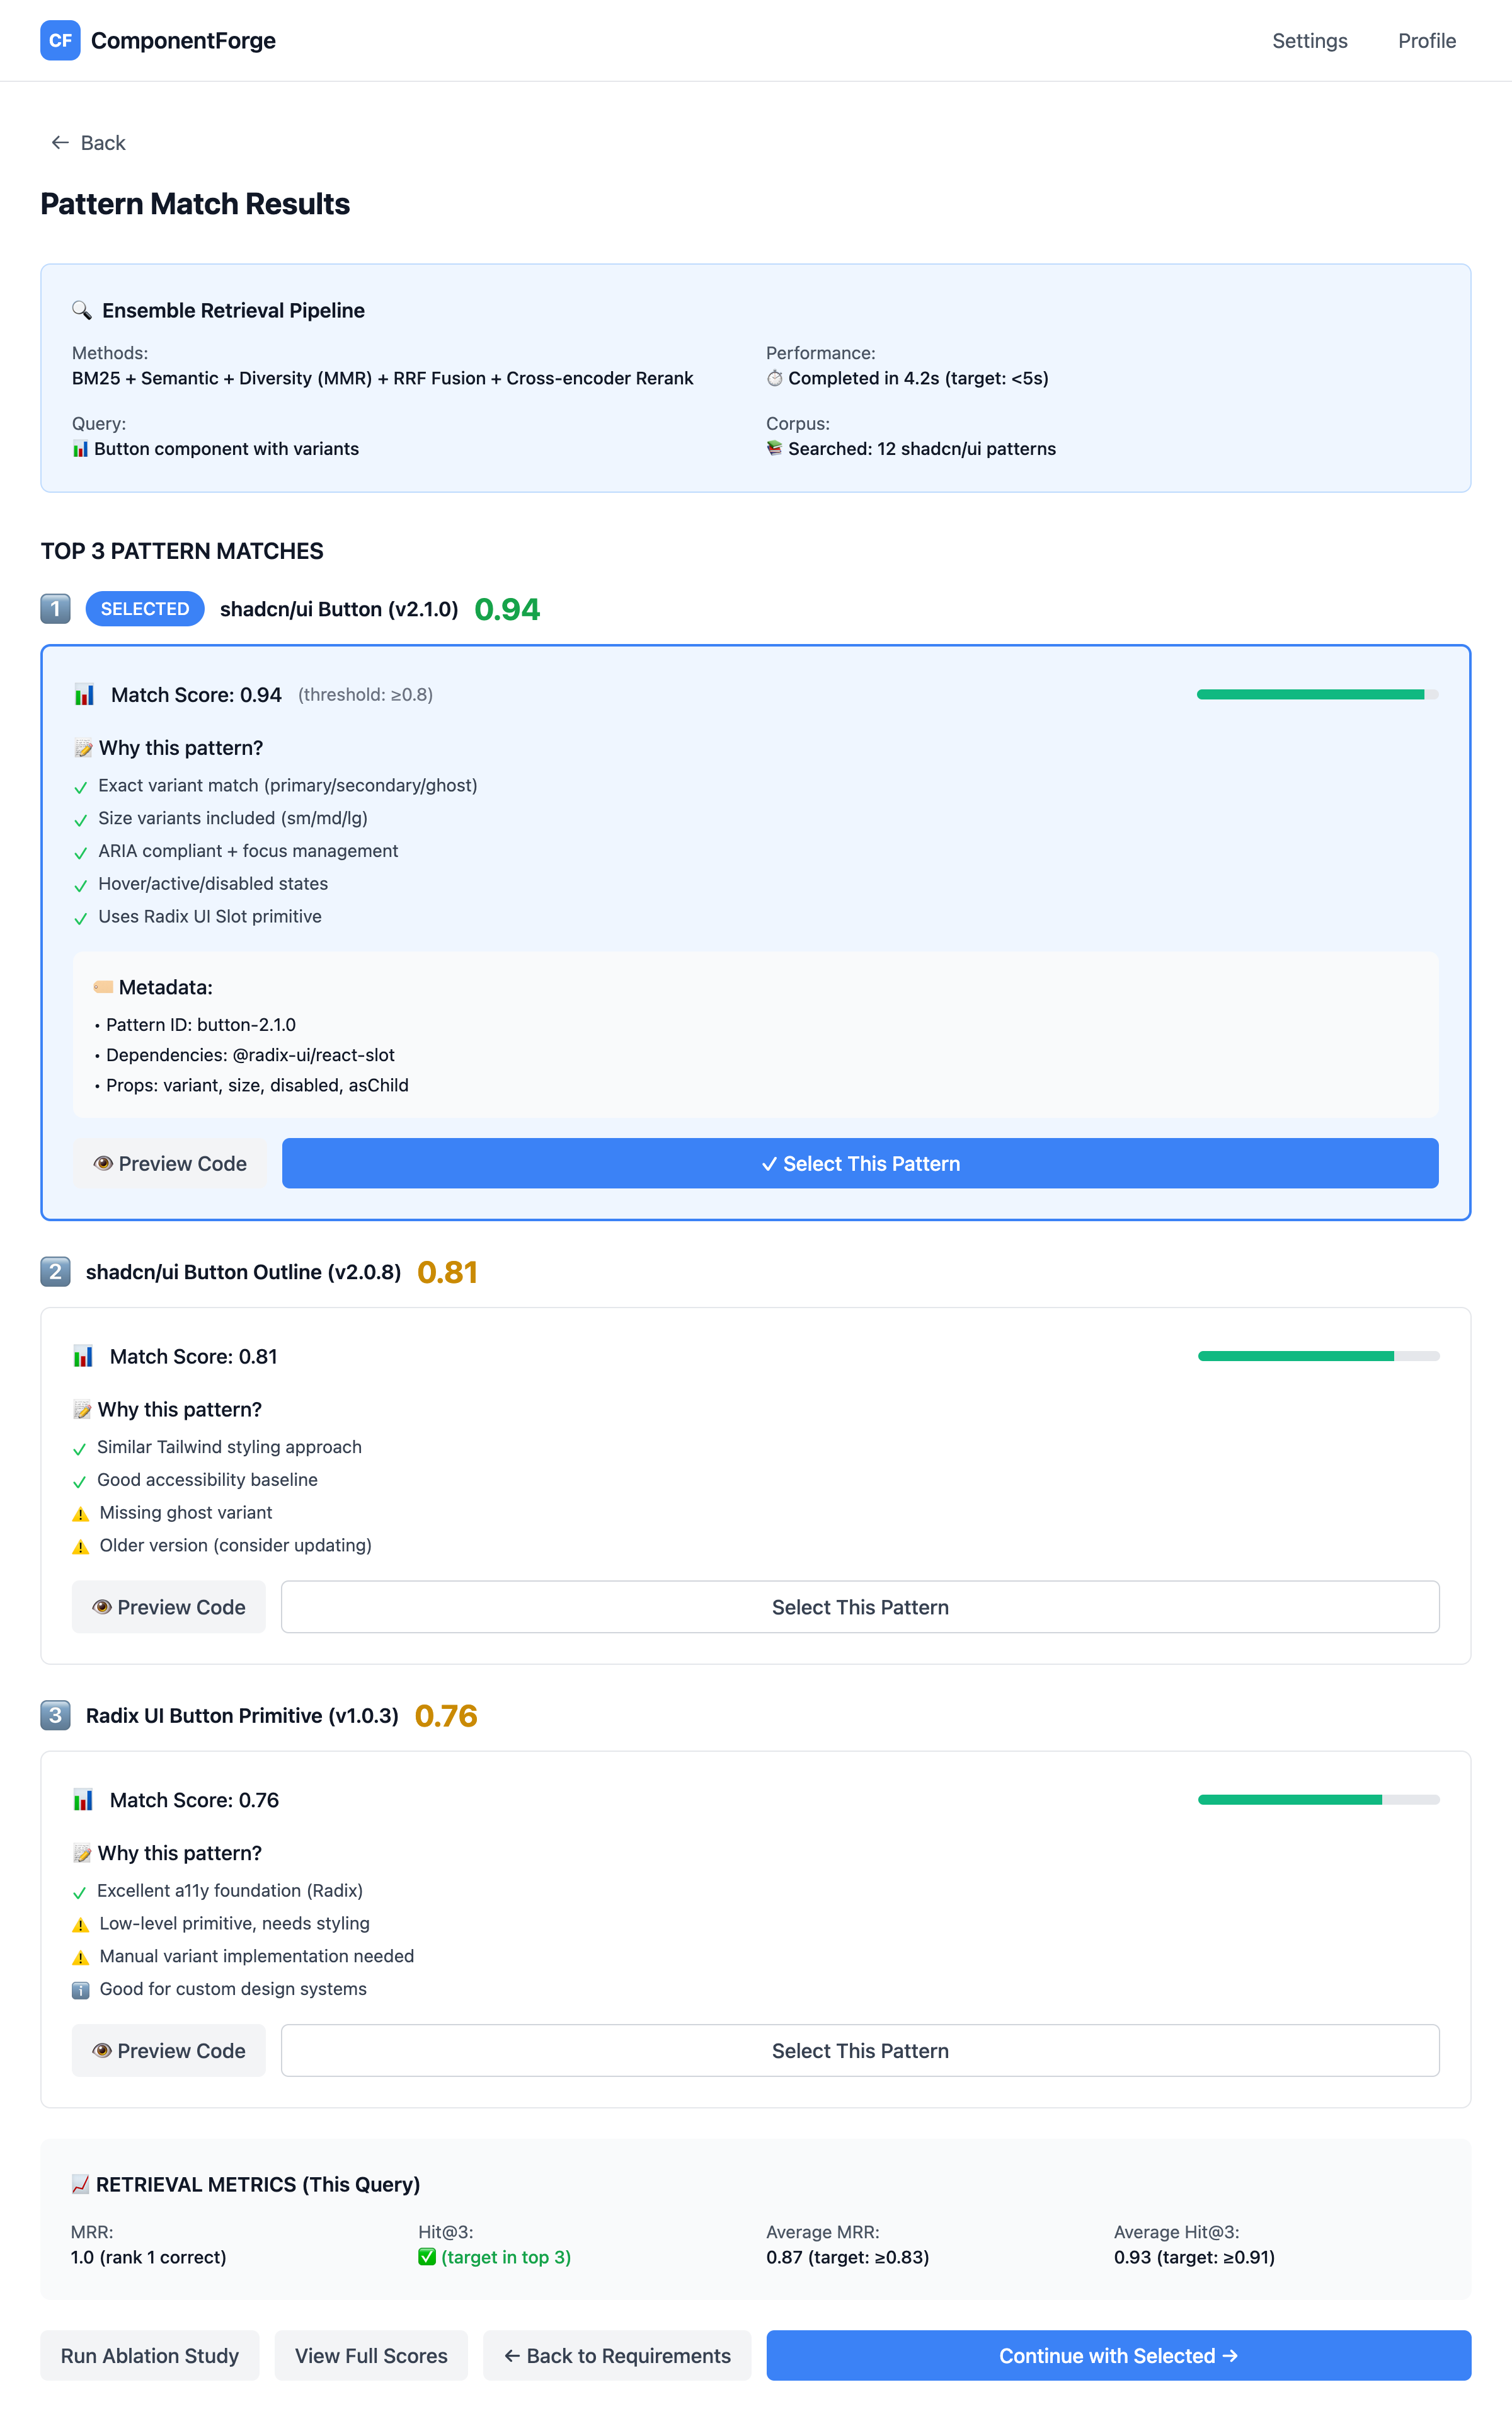 CF ComponentForge Settings Profile
← Back
Pattern Match Results
🔍 Ensemble Retrieval Pipeline
Methods:
BM25 + Semantic + Diversity (MMR) + RRF Fusion + Cross-encoder Rerank
Performance:
⏱️ Completed in 4.2s (target: <5s)
Query:
📊 Button component with variants
Corpus:
📚 Searched: 12 shadcn/ui patterns
TOP 3 PATTERN MATCHES
1️⃣ SELECTED shadcn/ui Button (v2.1.0) 0.94
📊 Match Score: 0.94 (threshold: ≥0.8)
📝 Why this pattern?
✓ Exact variant match (primary/secondary/ghost)
✓ Size variants included (sm/md/lg)
✓ ARIA compliant + focus management
✓ Hover/active/disabled states
✓ Uses Radix UI Slot primitive
🏷️ Metadata:
• Pattern ID: button-2.1.0
• Dependencies: @radix-ui/react-slot
• Props: variant, size, disabled, asChild
👁️ Preview Code ✓ Select This Pattern
2️⃣ shadcn/ui Button Outline (v2.0.8) 0.81
📊 Match Score: 0.81
📝 Why this pattern?
✓ Similar Tailwind styling approach
✓ Good accessibility baseline
⚠️ Missing ghost variant
⚠️ Older version (consider updating)
👁️ Preview Code Select This Pattern
3️⃣ Radix UI Button Primitive (v1.0.3) 0.76
📊 Match Score: 0.76
📝 Why this pattern?
✓ Excellent a11y foundation (Radix)
⚠️ Low-level primitive, needs styling
⚠️ Manual variant implementation needed
ℹ️ Good for custom design systems
👁️ Preview Code Select This Pattern
📈 RETRIEVAL METRICS (This Query)
MRR:
1.0 (rank 1 correct)
Hit@3:
✅ (target in top 3)
Average MRR:
0.87 (target: ≥0.83)
Average Hit@3:
0.93 (target: ≥0.91)
Run Ablation Study View Full Scores ← Back to Requirements Continue with Selected →